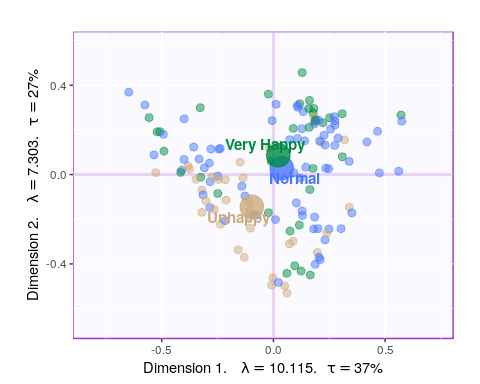 0.4
Very Happy
0.0
Normal
Unhappy
-0.4
-0.5
0.0
0.5
Dimension 1. λ = 10.115. τ = 37%
Dimension 2. λ = 7.303. τ = 27%